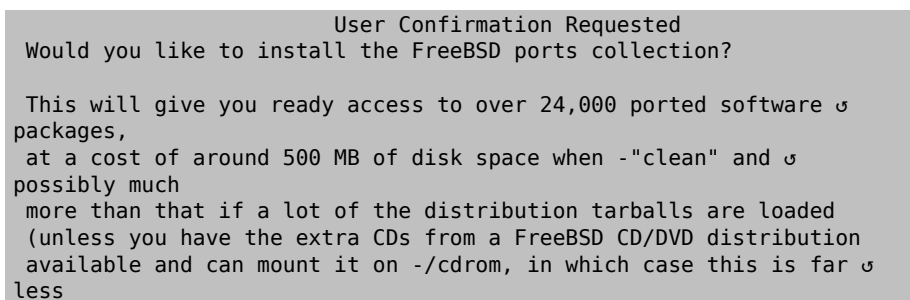 User Confirmation Requested
Would you like to install the FreeBSD ports collection?
This will give you ready access to over 24,000 ported software ↺
packages,
at a cost of around 500 MB of disk space when -"clean" and ↺
possibly much
more than that if a lot of the distribution tarballs are loaded
(unless you have the extra CDs from a FreeBSD CD/DVD distribution
available and can mount it on -/cdrom, in which case this is far ↺
less